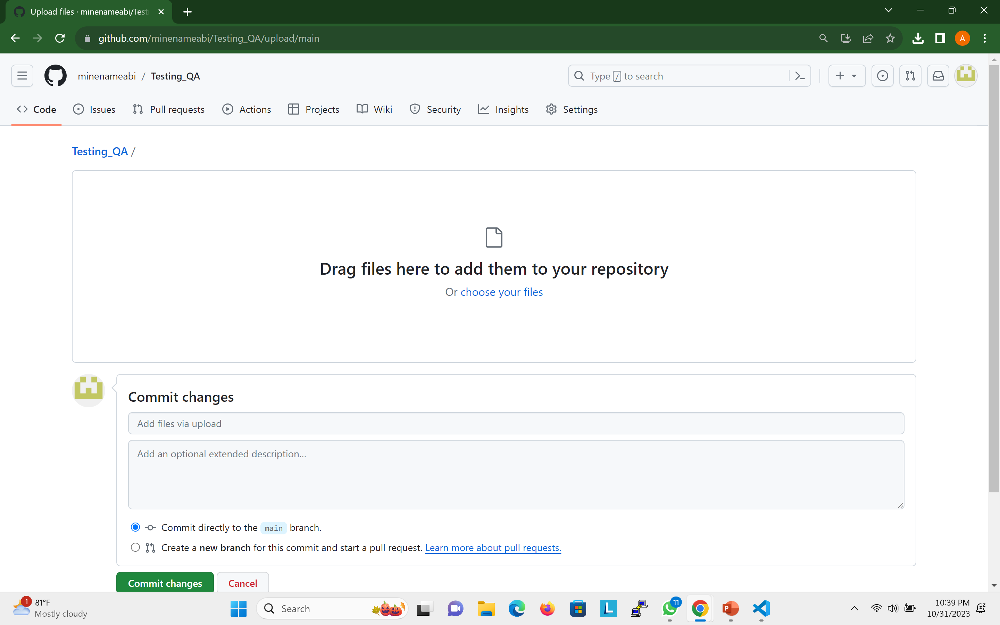 Upload files · minenameabi/Testi
github.com/minenameabi/Testing_QA/upload/main
A
minenameabi / Testing_QA
Type / to search
Code Issues Pull requests Actions Projects Wiki Security Insights Settings
Testing_QA /
Drag files here to add them to your repository
Or choose your files
Commit changes
Add files via upload
Add an optional extended description...
Commit directly to the main branch.
Create a new branch for this commit and start a pull request. Learn more about pull requests.
Commit changes Cancel
1
81°F
Mostly cloudy
Search
L
11
P
10:39 PM
10/31/2023